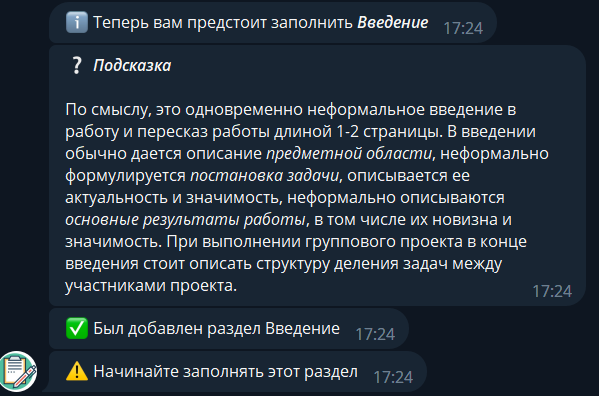 ℹ️ Теперь вам предстоит заполнить Введение 17:24
❔ Подсказка
По смыслу, это одновременно неформальное введение в
работу и пересказ работы длиной 1-2 страницы. В введении
обычно дается описание предметной области, неформально
формулируется постановка задачи, описывается ее
актуальность и значимость, неформально описываются
основные результаты работы, в том числе их новизна и
значимость. При выполнении группового проекта в конце
введения стоит описать структуру деления задач между
участниками проекта. 17:24
✅ Был добавлен раздел Введение 17:24
⚠️ Начинайте заполнять этот раздел 17:24